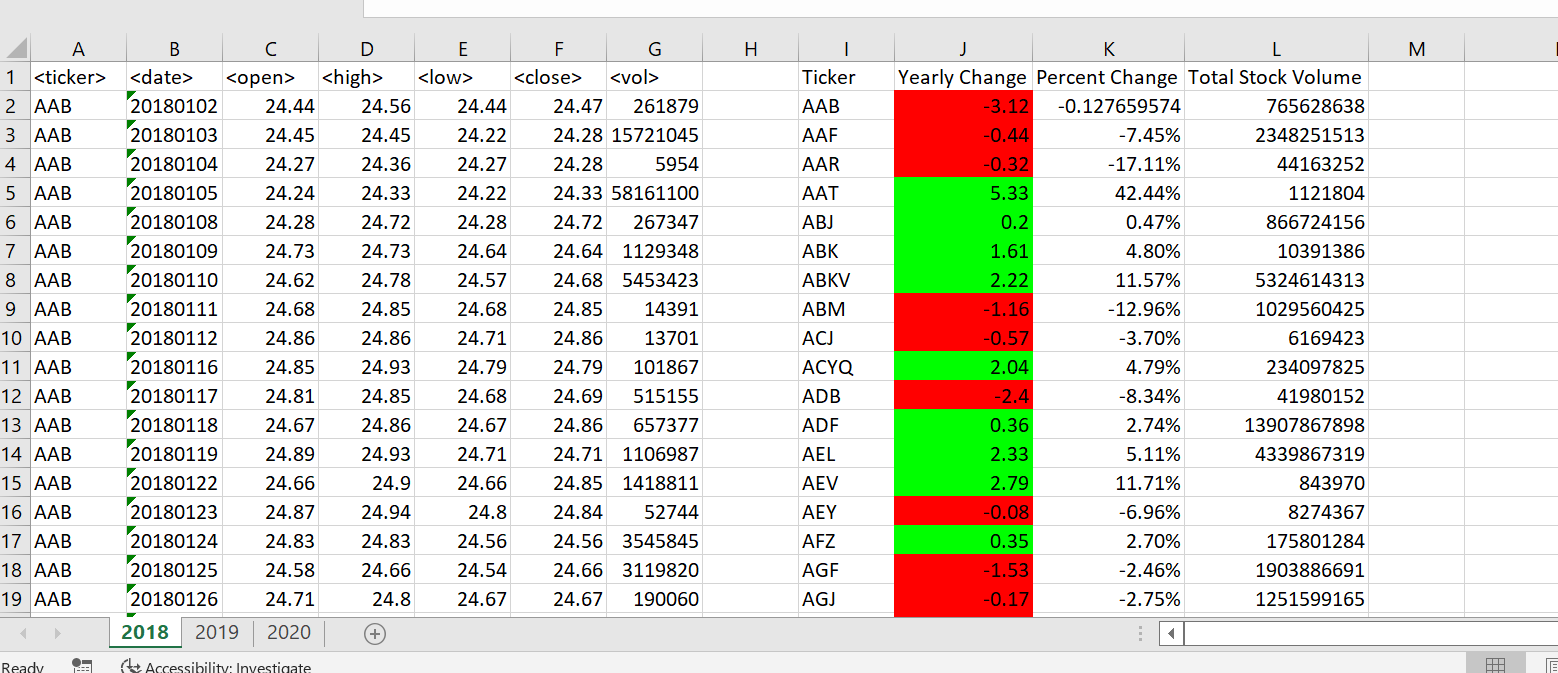 A B C D E F G H I J K L M
1 <ticker> <date> <open> <high> <low> <close> <vol> Ticker Yearly Change Percent Change Total Stock Volume
2 AAB 20180102 24.44 24.56 24.44 24.47 261879 AAB -3.12 -0.127659574 765628638
3 AAB 20180103 24.45 24.45 24.22 24.28 15721045 AAF -0.44 -7.45% 2348251513
4 AAB 20180104 24.27 24.36 24.27 24.28 5954 AAR -0.32 -17.11% 44163252
5 AAB 20180105 24.24 24.33 24.22 24.33 58161100 AAT 5.33 42.44% 1121804
6 AAB 20180108 24.28 24.72 24.28 24.72 267347 ABJ 0.2 0.47% 866724156
7 AAB 20180109 24.73 24.73 24.64 24.64 1129348 ABK 1.61 4.80% 10391386
8 AAB 20180110 24.62 24.78 24.57 24.68 5453423 ABKV 2.22 11.57% 5324614313
9 AAB 20180111 24.68 24.85 24.68 24.85 14391 ABM -1.16 -12.96% 1029560425
10 AAB 20180112 24.86 24.86 24.71 24.86 13701 ACJ -0.57 -3.70% 6169423
11 AAB 20180116 24.85 24.93 24.79 24.79 101867 ACYQ 2.04 4.79% 234097825
12 AAB 20180117 24.81 24.85 24.68 24.69 515155 ADB -2.4 -8.34% 41980152
13 AAB 20180118 24.67 24.86 24.67 24.86 657377 ADF 0.36 2.74% 13907867898
14 AAB 20180119 24.89 24.93 24.71 24.71 1106987 AEL 2.33 5.11% 4339867319
15 AAB 20180122 24.66 24.9 24.66 24.85 1418811 AEV 2.79 11.71% 843970
16 AAB 20180123 24.87 24.94 24.8 24.84 52744 AEY -0.08 -6.96% 8274367
17 AAB 20180124 24.83 24.83 24.56 24.56 3545845 AFZ 0.35 2.70% 175801284
18 AAB 20180125 24.58 24.66 24.54 24.66 3119820 AGF -1.53 -2.46% 1903886691
19 AAB 20180126 24.71 24.8 24.67 24.67 190060 AGJ -0.17 -2.75% 1251599165
2018 2019 2020
Ready Accessibility: Investigate